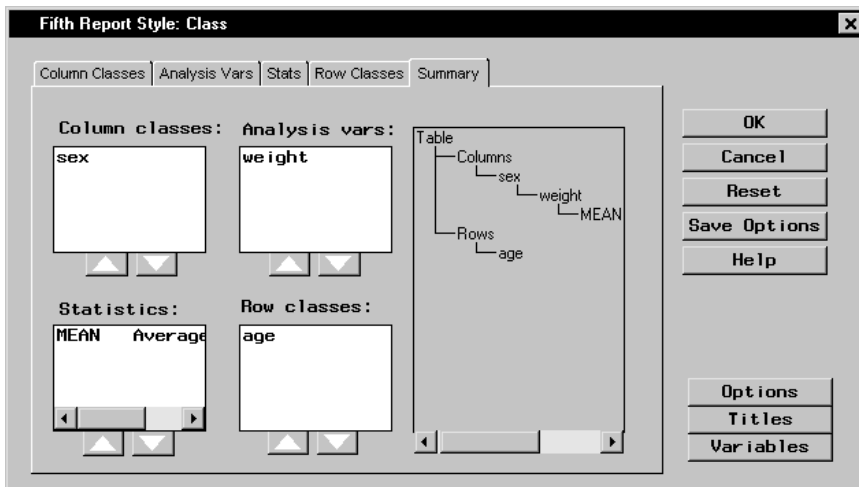 Fifth Report Style: Class
Column Classes
Analysis Vars
Stats
Row Classes
Summary
Column classes:
sex
Analysis vars:
weight
Statistics:
MEAN Average
Row classes:
age
Table
Columns
sex
weight
MEAN
Rows
age
OK
Cancel
Reset
Save Options
Help
Options
Titles
Variables